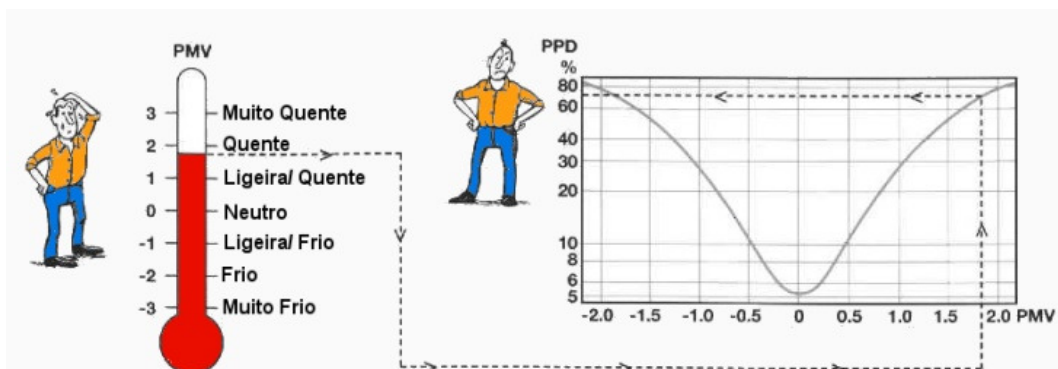 PMV
3 Muito Quente
2 Quente
1 Ligeira/ Quente
0 Neutro
-1 Ligeira/ Frio
-2 Frio
-3 Muito Frio
PPD
%
80
60
40
30
20
10
8
6
5
-2.0 -1.5 -1.0 -0.5 0 0.5 1.0 1.5 2.0 PMV